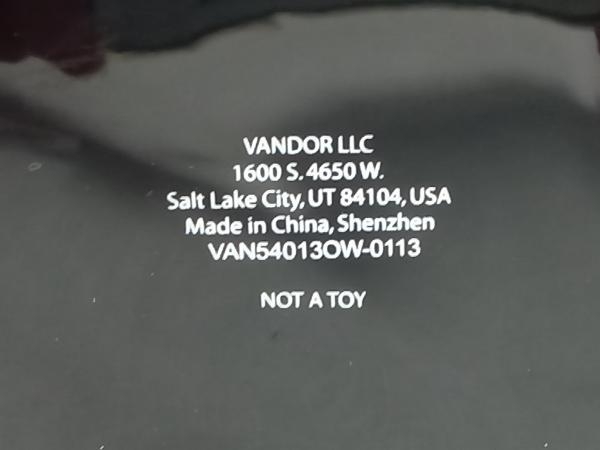 VANDOR LLC
1600 S. 4650 W.
Salt Lake City, UT 84104, USA
Made in China, Shenzhen
VAN54013OW-0113
NOT A TOY